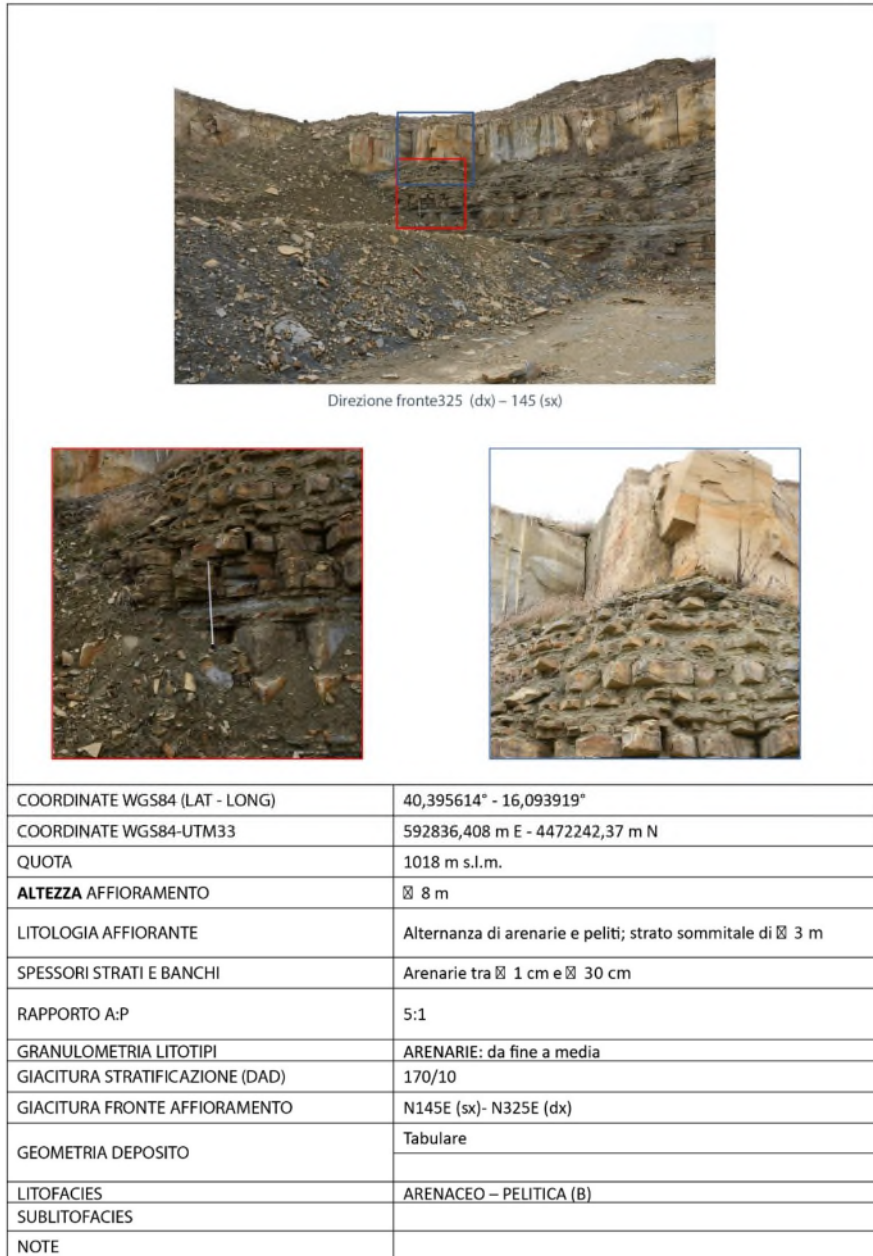 Direzione fronte325 (dx) – 145 (sx)
COORDINATE WGS84 (LAT - LONG) 40,395614° - 16,093919°
COORDINATE WGS84-UTM33 592836,408 m E - 4472242,37 m N
QUOTA 1018 m s.l.m.
ALTEZZA AFFIORAMENTO ☒ 8 m
LITOLOGIA AFFIORANTE Alternanza di arenarie e peliti; strato sommitale di ☒ 3 m
SPESSORI STRATI E BANCHI Arenarie tra ☒ 1 cm e ☒ 30 cm
RAPPORTO A:P 5:1
GRANULOMETRIA LITOTIPI ARENARIE: da fine a media
GIACITURA STRATIFICAZIONE (DAD) 170/10
GIACITURA FRONTE AFFIORAMENTO N145E (sx)- N325E (dx)
GEOMETRIA DEPOSITO Tabulare
LITOFACIES ARENACEO – PELITICA (B)
SUBLITOFACIES
NOTE